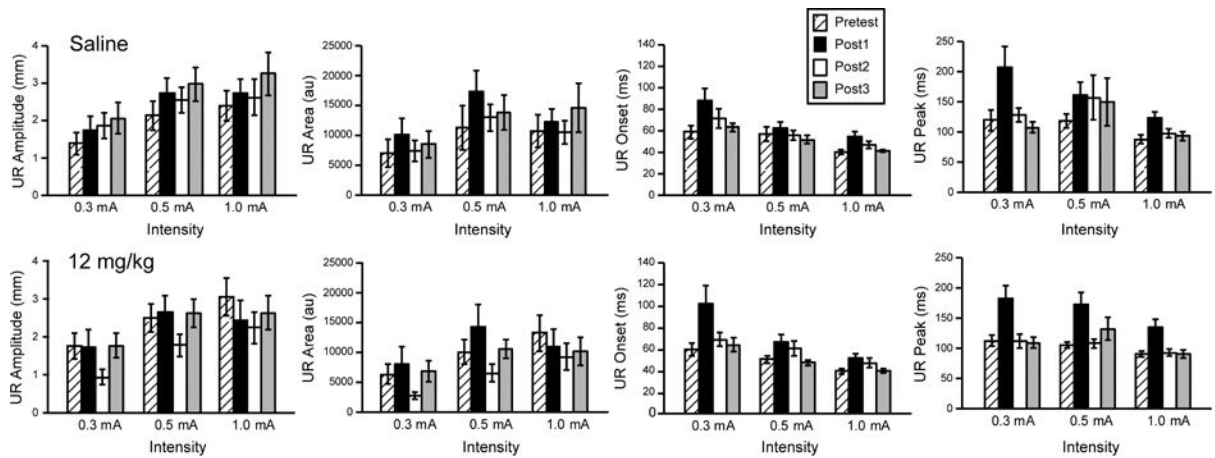 Saline
UR Amplitude (mm)
4
3
2
1
0
0.3 mA 0.5 mA 1.0 mA
Intensity
UR Area (au)
25000
20000
15000
10000
5000
0
0.3 mA 0.5 mA 1.0 mA
Intensity
UR Onset (ms)
140
120
100
80
60
40
20
0
0.3 mA 0.5 mA 1.0 mA
Intensity
Pretest
Post1
Post2
Post3
UR Peak (ms)
250
200
150
100
50
0
0.3 mA 0.5 mA 1.0 mA
Intensity
12 mg/kg
UR Amplitude (mm)
4
3
2
1
0
0.3 mA 0.5 mA 1.0 mA
Intensity
UR Area (au)
25000
20000
15000
10000
5000
0
0.3 mA 0.5 mA 1.0 mA
Intensity
UR Onset (ms)
140
120
100
80
60
40
20
0
0.3 mA 0.5 mA 1.0 mA
Intensity
UR Peak (ms)
250
200
150
100
50
0
0.3 mA 0.5 mA 1.0 mA
Intensity